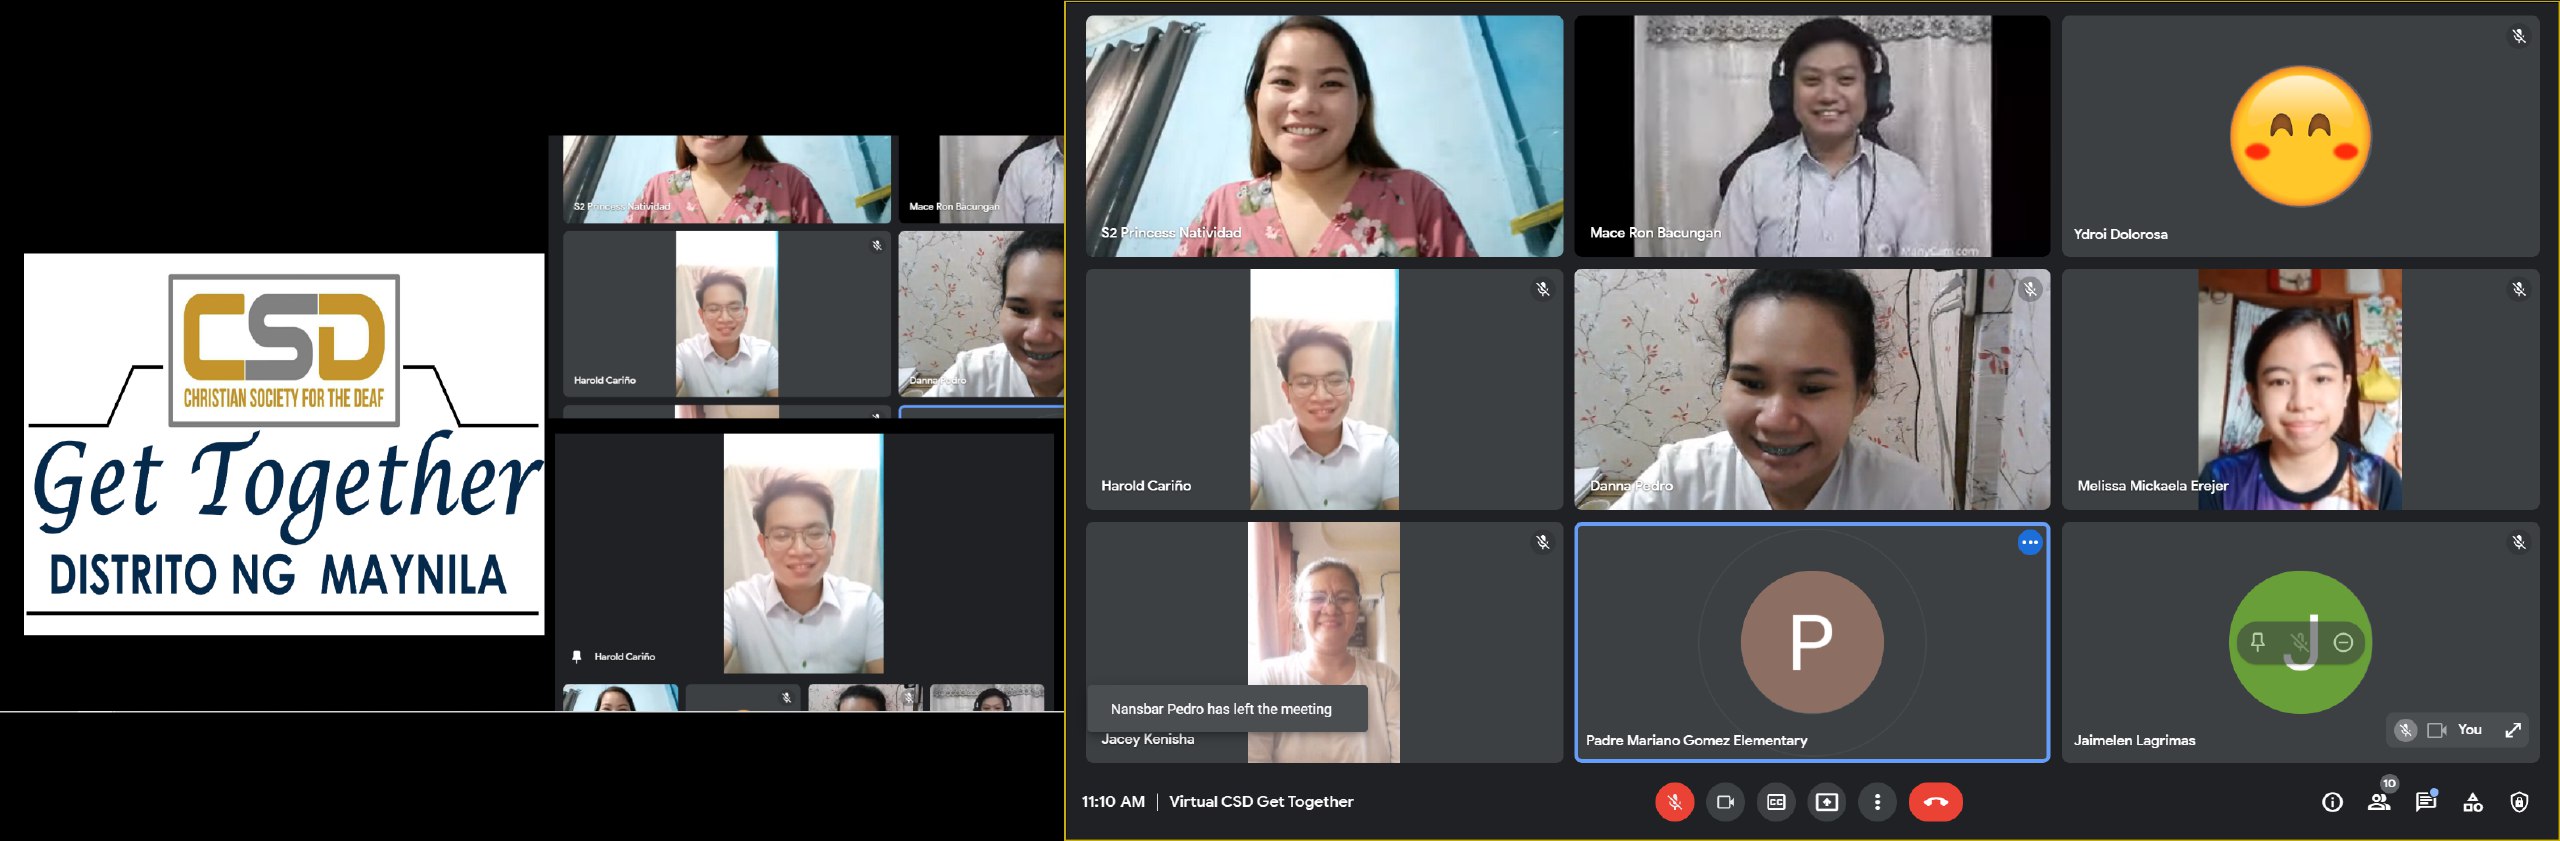 CSD
CHRISTIAN SOCIETY FOR THE DEAF
Get Together
DISTRITO NG MAYNILA
S2 Princess Natividad
Mace Ron Bacungan
Harold Cariño
Danna Pedro
Harold Cariño
S2 Princess Natividad
Mace Ron Bacungan
ManyCam.com
Ydroi Dolorosa
Harold Cariño
Danna Pedro
Melissa Mickaela Erejer
Nansbar Pedro has left the meeting
Jacey Kenisha
P
Padre Mariano Gomez Elementary
J
Jaimelen Lagrimas
You
11:10 AM | Virtual CSD Get Together
CC
10